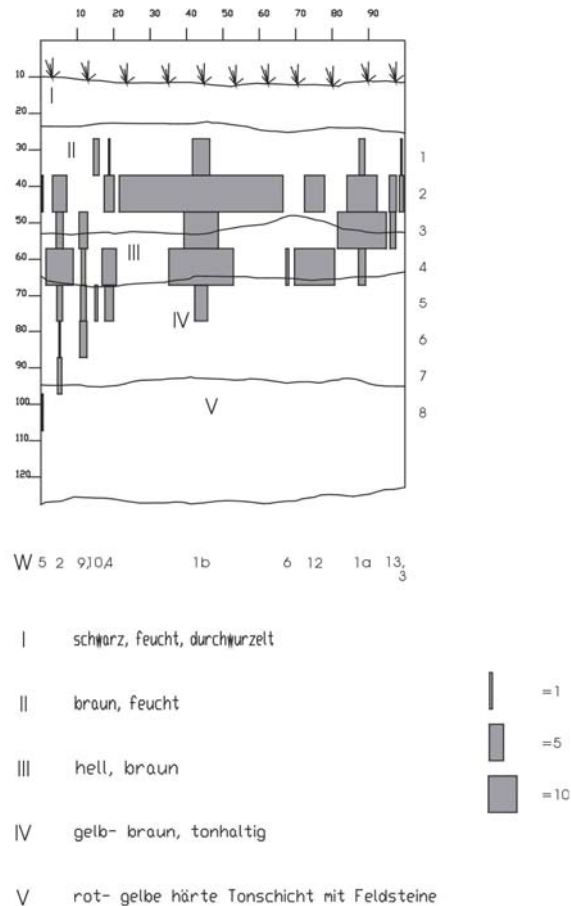 10 20 30 40 50 60 70 80 90
10
I
20
30
II
1
40
2
50
3
60
III
4
70
5
IV
80
6
90
7
100
V
8
110
120
W 5 2 9,10,4 1b 6 12 1a 13,
3
I schwarz, feucht, durchwurzelt
II braun, feucht
III hell, braun
IV gelb- braun, tonhaltig
V rot- gelbe härte Tonschicht mit Feldsteine
=1
=5
=10